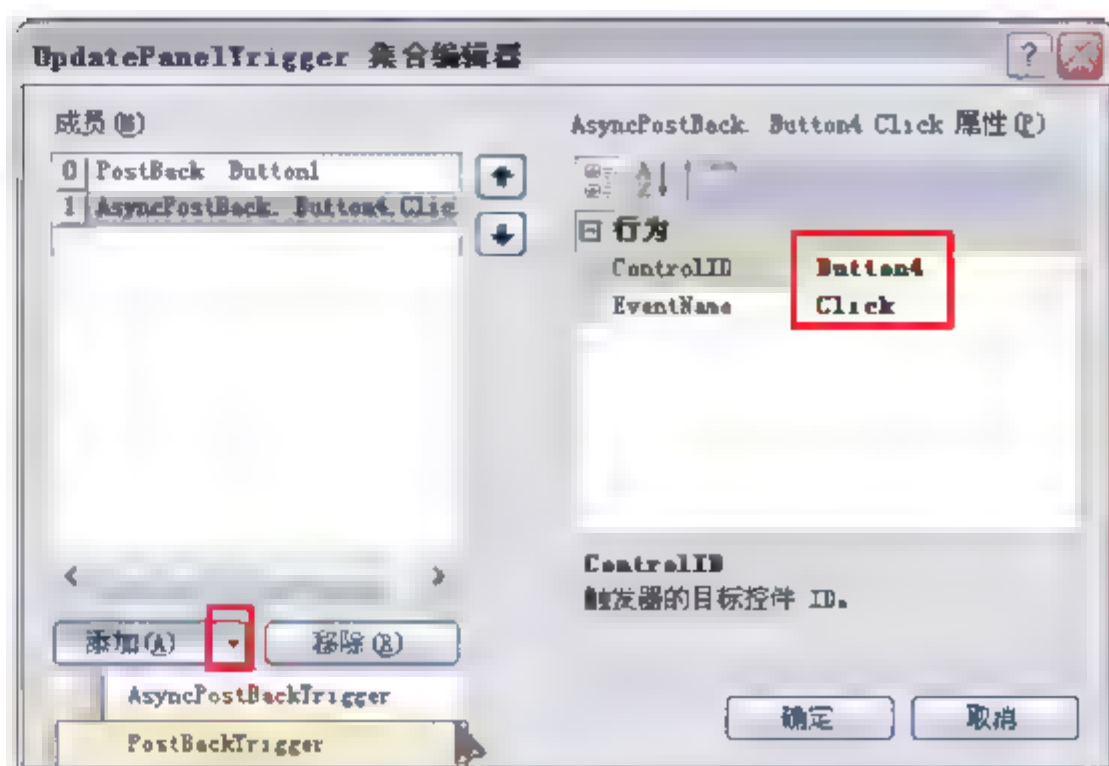 UpdatePanelTrigger 集合编辑器
?
成员(M)
0 PostBack Button1
1 AsyncPostBack. Button4.Clic
AsyncPostBack. Button4 Click 属性(P)
行为
ControlID Button4
EventName Click
ControlID
触发器的目标控件 ID。
添加(A)
移除(R)
AsyncPostBackTrigger
PostBackTrigger
确定
取消